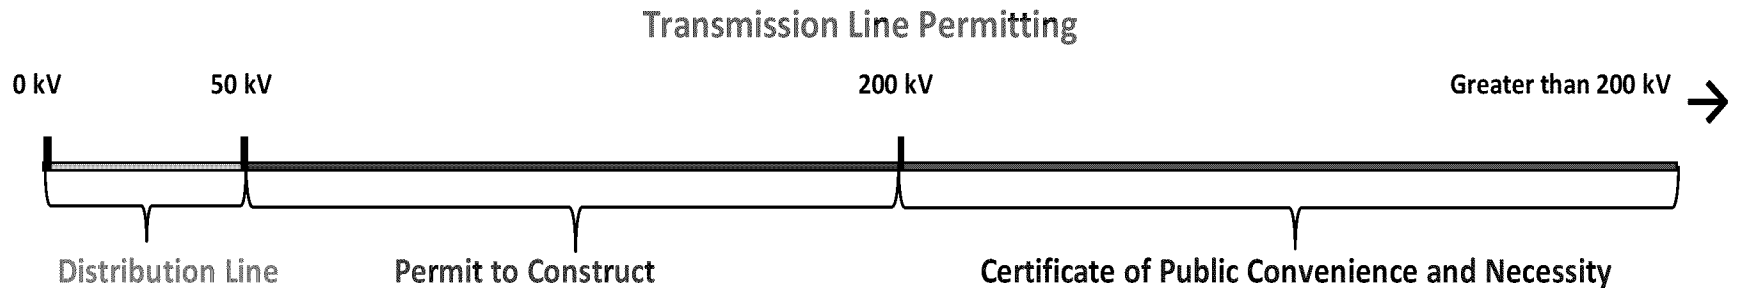 Transmission Line Permitting
0 kV 50 kV 200 kV Greater than 200 kV →
Distribution Line Permit to Construct Certificate of Public Convenience and Necessity